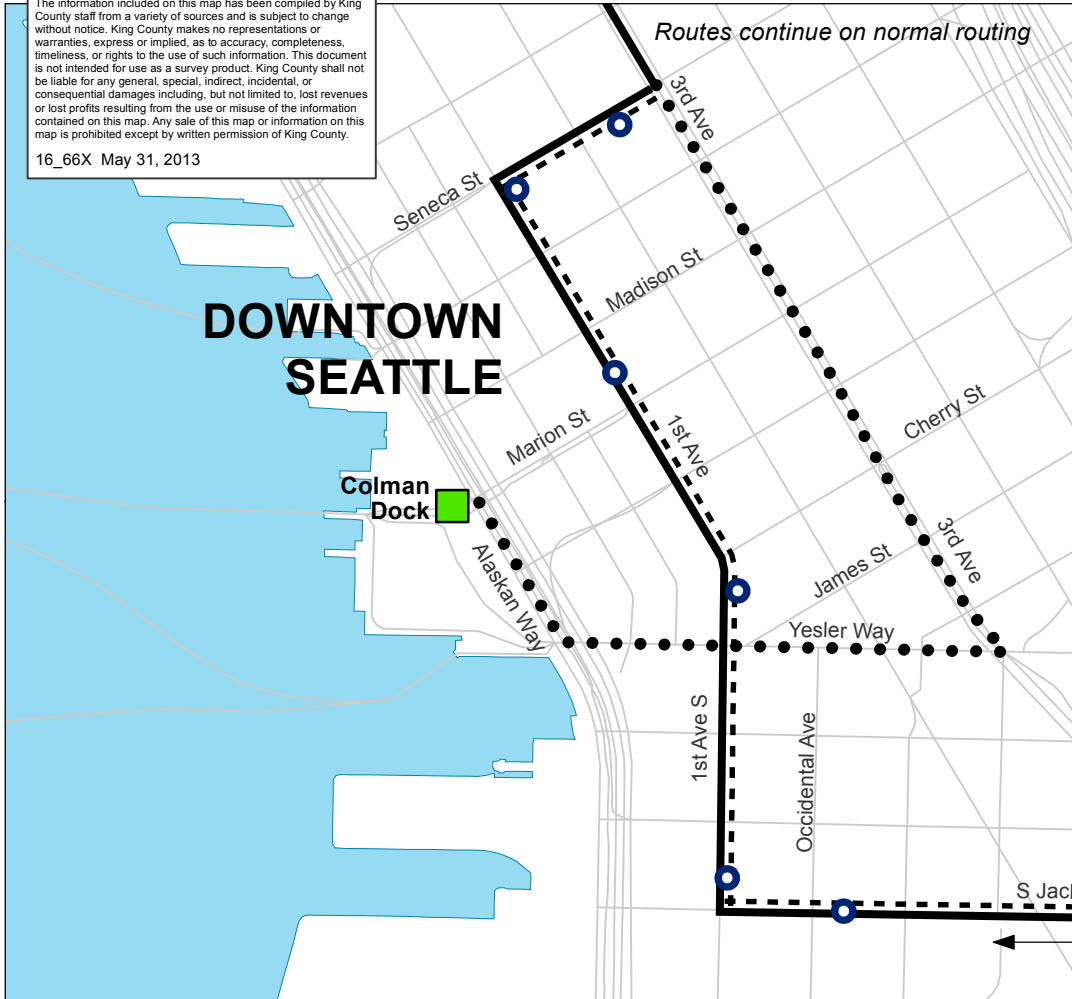 The information included on this map has been compiled by King
County staff from a variety of sources and is subject to change
without notice. King County makes no representations or
warranties, express or implied, as to accuracy, completeness,
timeliness, or rights to the use of such information. This document
is not intended for use as a survey product. King County shall not
be liable for any general, special, indirect, incidental, or
consequential damages including, but not limited to, lost revenues
or lost profits resulting from the use or misuse of the information
contained on this map. Any sale of this map or information on this
map is prohibited except by written permission of King County.
16_66X May 31, 2013
Routes continue on normal routing
3rd Ave
Seneca St
Madison St
DOWNTOWN
SEATTLE
Marion St
1st Ave
Cherry St
Colman
Dock
Alaskan Way
3rd Ave
James St
Yesler Way
1st Ave S
Occidental Ave
S Jack